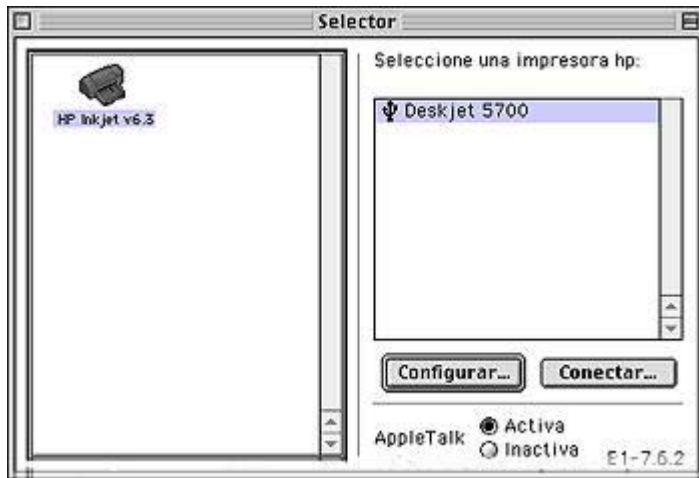 Selector
HP Inkjet v6.3
Seleccione una impresora hp:
Deskjet 5700
Configurar...
Conectar...
AppleTalk
Activa
Inactiva
E1-7.6.2